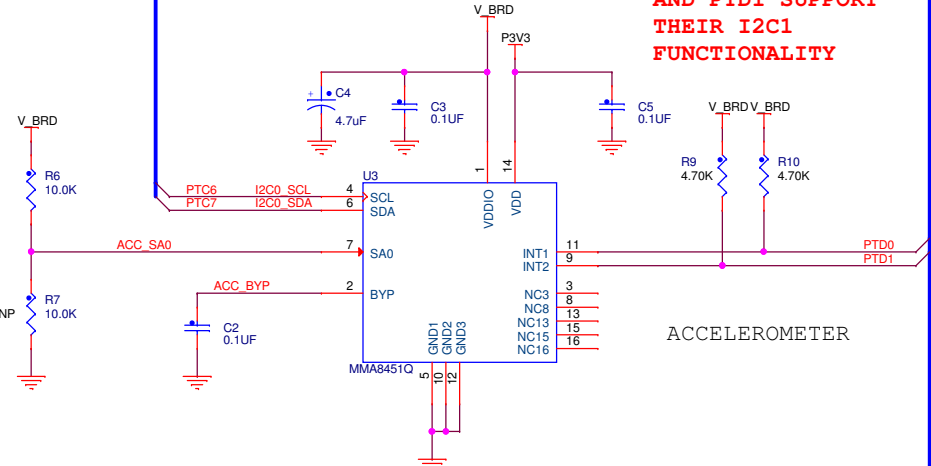 AND PTD1 SUPPORT
THEIR I2C1
FUNCTIONALITY
V_BRD
P3V3
+ C4
4.7uF
C3
0.1UF
C5
0.1UF
V_BRD
V_BRD
V_BRD
R6
10.0K
R9
4.70K
R10
4.70K
U3
1
14
VDDIO
VDD
PTC6
I2C0_SCL
4
SCL
PTC7
I2C0_SDA
6
SDA
ACC_SA0
7
SA0
INT1
11
PTD0
INT2
9
PTD1
ACC_BYP
2
BYP
NC3
3
NC8
8
NC13
13
NC15
15
NC16
16
NP
R7
10.0K
C2
0.1UF
GND1
GND2
GND3
MMA8451Q
5
10
12
ACCELEROMETER